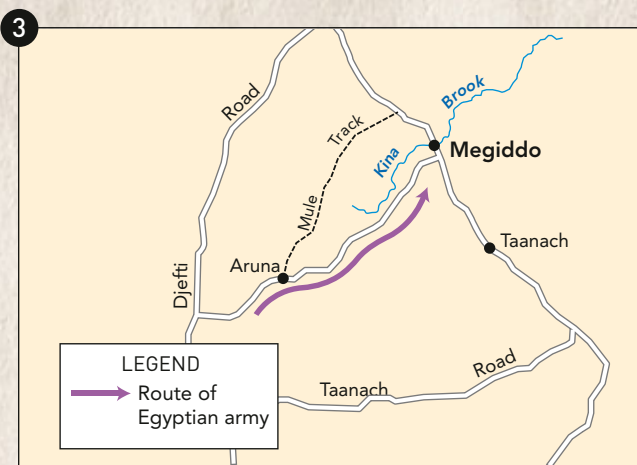 3
Road
Brook
Track
Kina
Megiddo
Mule
Taanach
Aruna
Djefti
LEGEND
Route of
Egyptian army
Road
Taanach